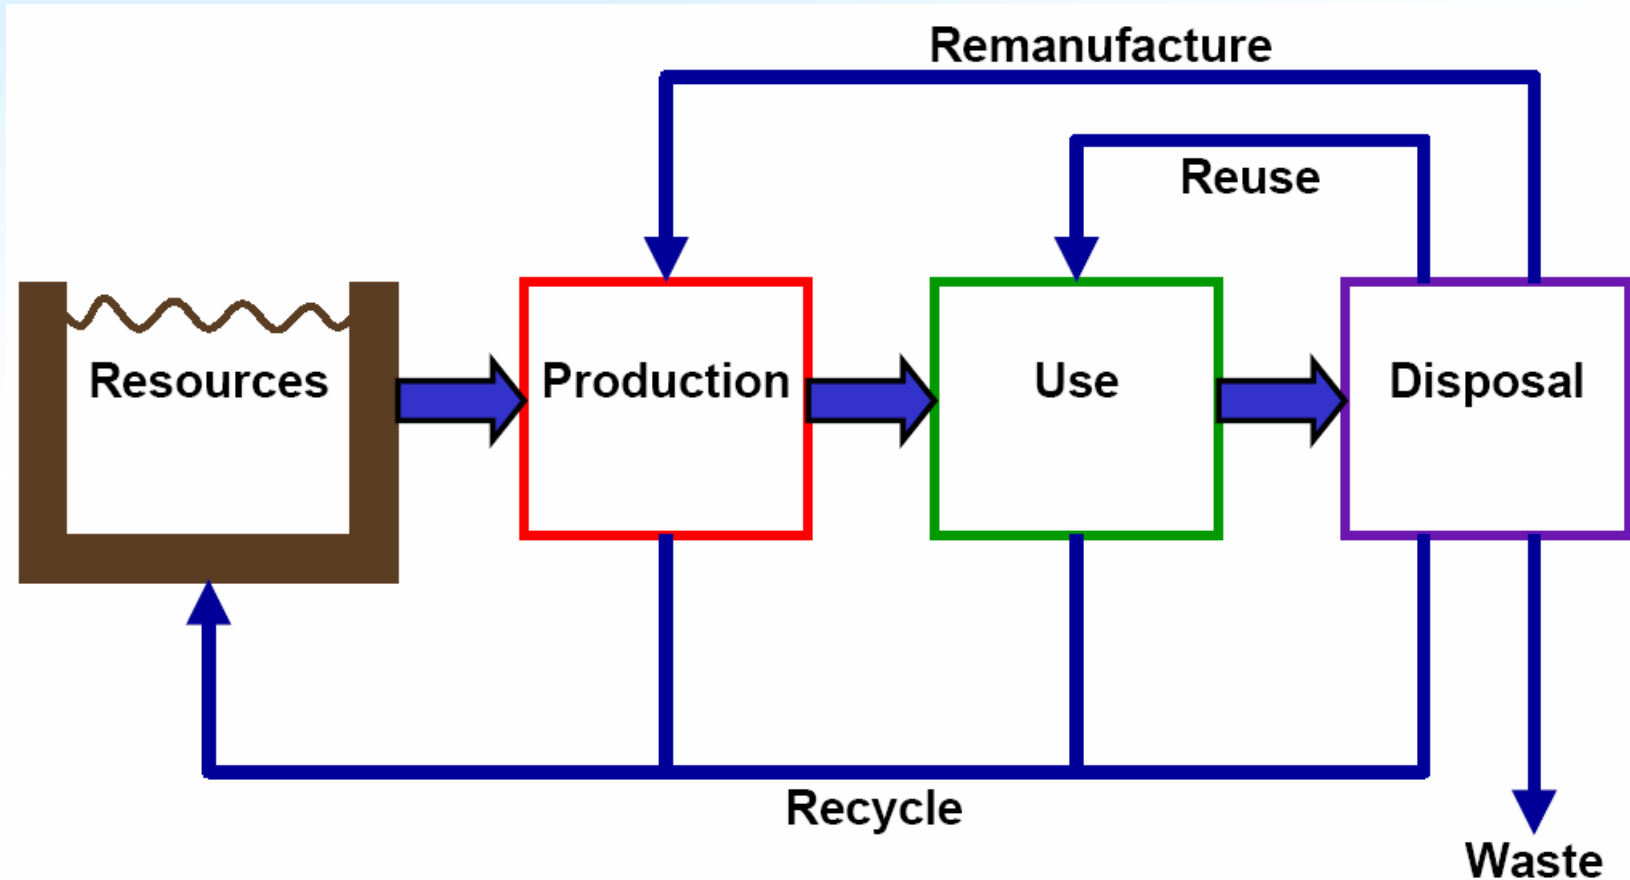 Remanufacture
Reuse
Resources
Production
Use
Disposal
Recycle
Waste